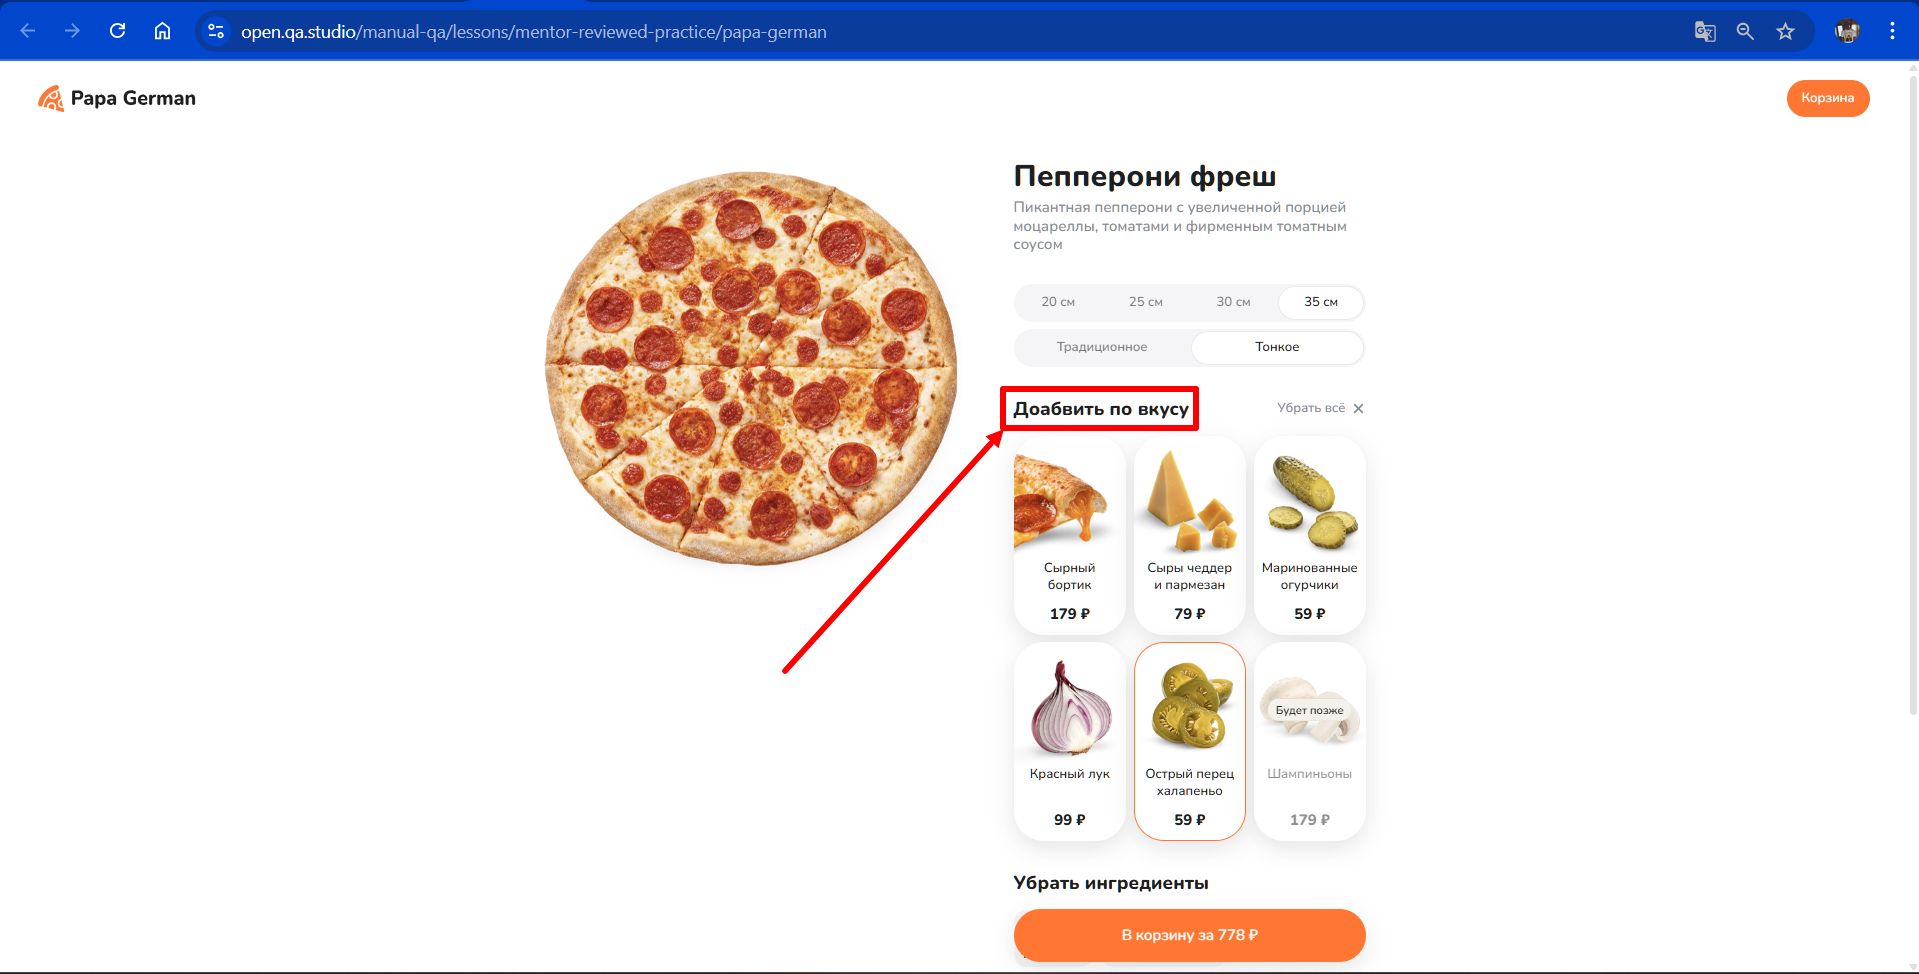 open.qa.studio/manual-qa/lessons/mentor-reviewed-practice/papa-german
Papa German
Корзина
Пепперони фреш
Пикантная пепперони с увеличенной порцией
моцареллы, томатами и фирменным томатным
соусом
20 см 25 см 30 см 35 см
Традиционное Тонкое
Доабвить по вкусу
Убрать всё ×
Сырный
бортик
179 ₽
Сыры чеддер
и пармезан
79 ₽
Маринованные
огурчики
59 ₽
Красный лук
99 ₽
Острый перец
халапеньо
59 ₽
Будет позже
Шампиньоны
179 ₽
Убрать ингредиенты
В корзину за 778 ₽